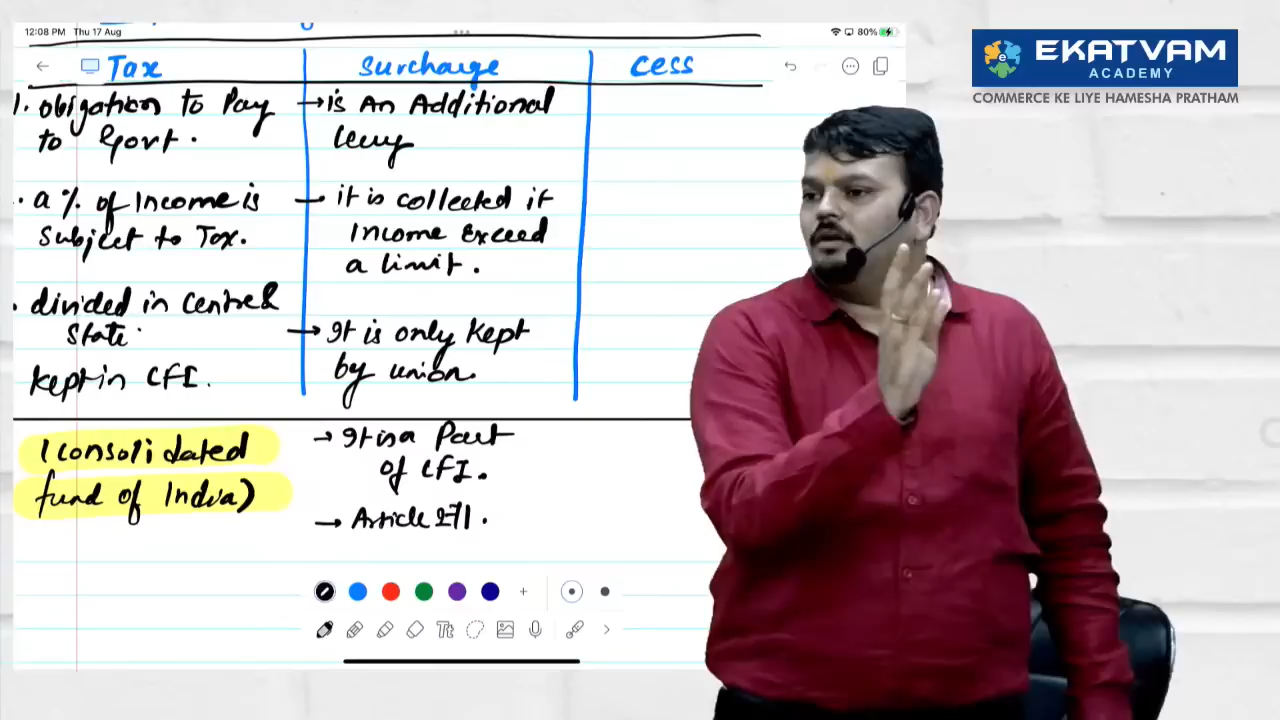 12:08 PM Thu 17 Aug
80%
EKATVAM
ACADEMY
COMMERCE KE LIYE HAMESHA PRATHAM
Tax
Surcharge
Cess
1. obligation to Pay
to Govt.
. a % of Income is
Subject to Tax.
. divided in Centre &
State
Kept in CFI.
(Consolidated
fund of India)
→ is An Additional
levy
→ it is collected if
Income Exceed
a limit.
→ It is only Kept
by union.
→ It is a Part
of CFI.
→ Article 271.
Tt